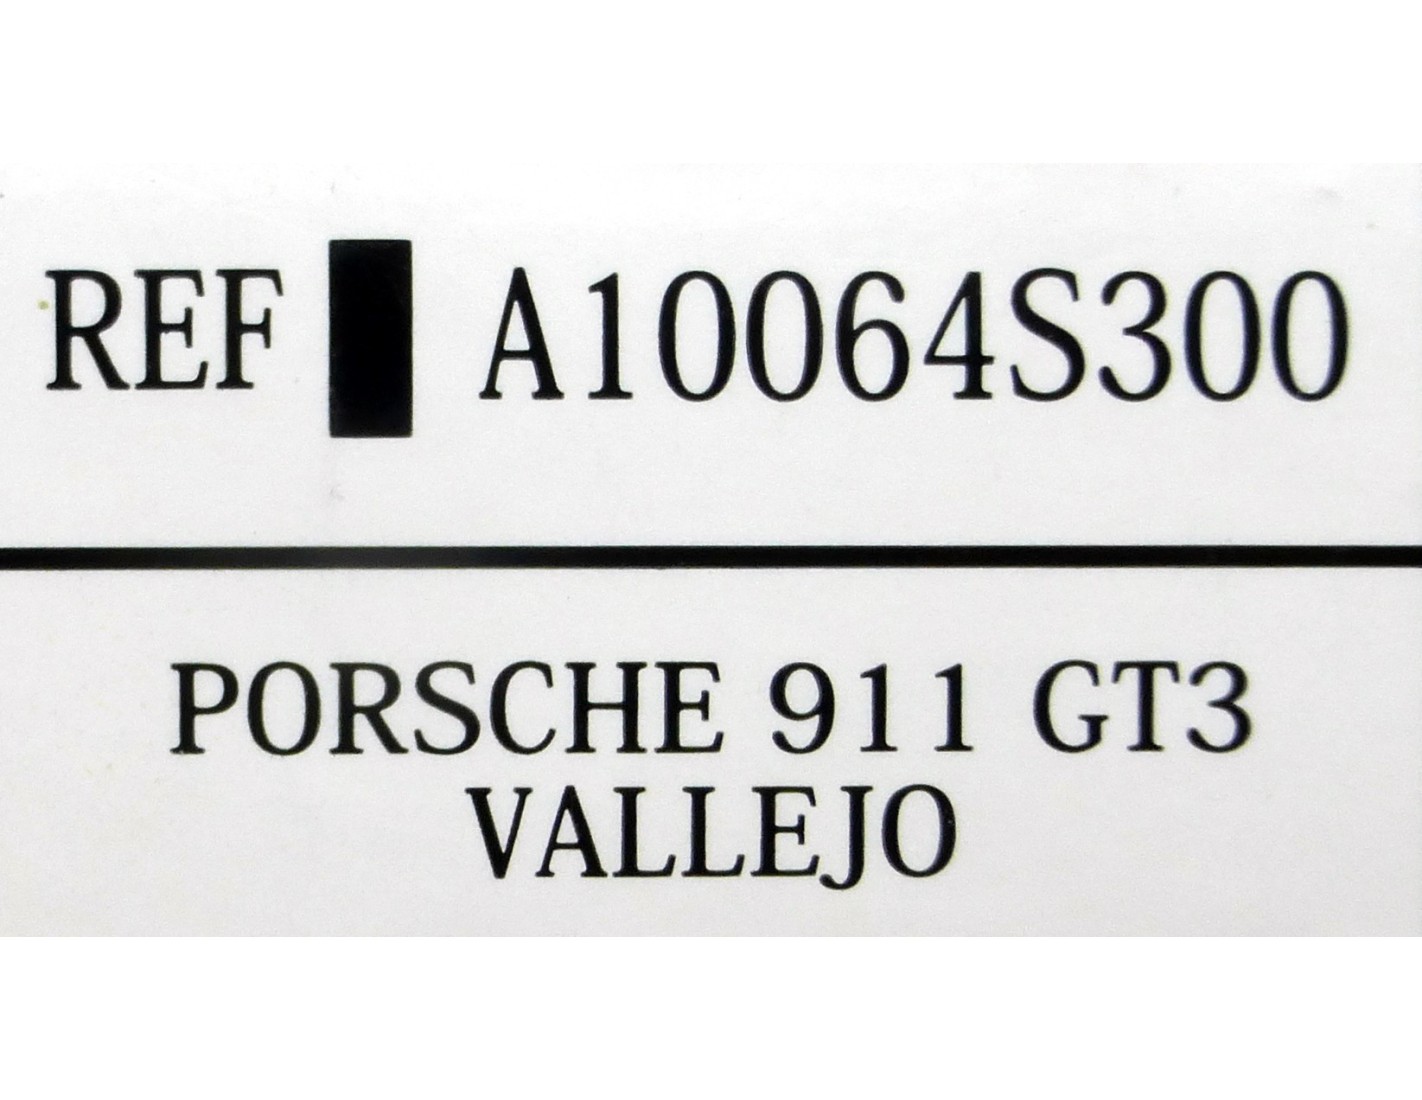 REF A10064S300
PORSCHE 911 GT3
VALLEJO